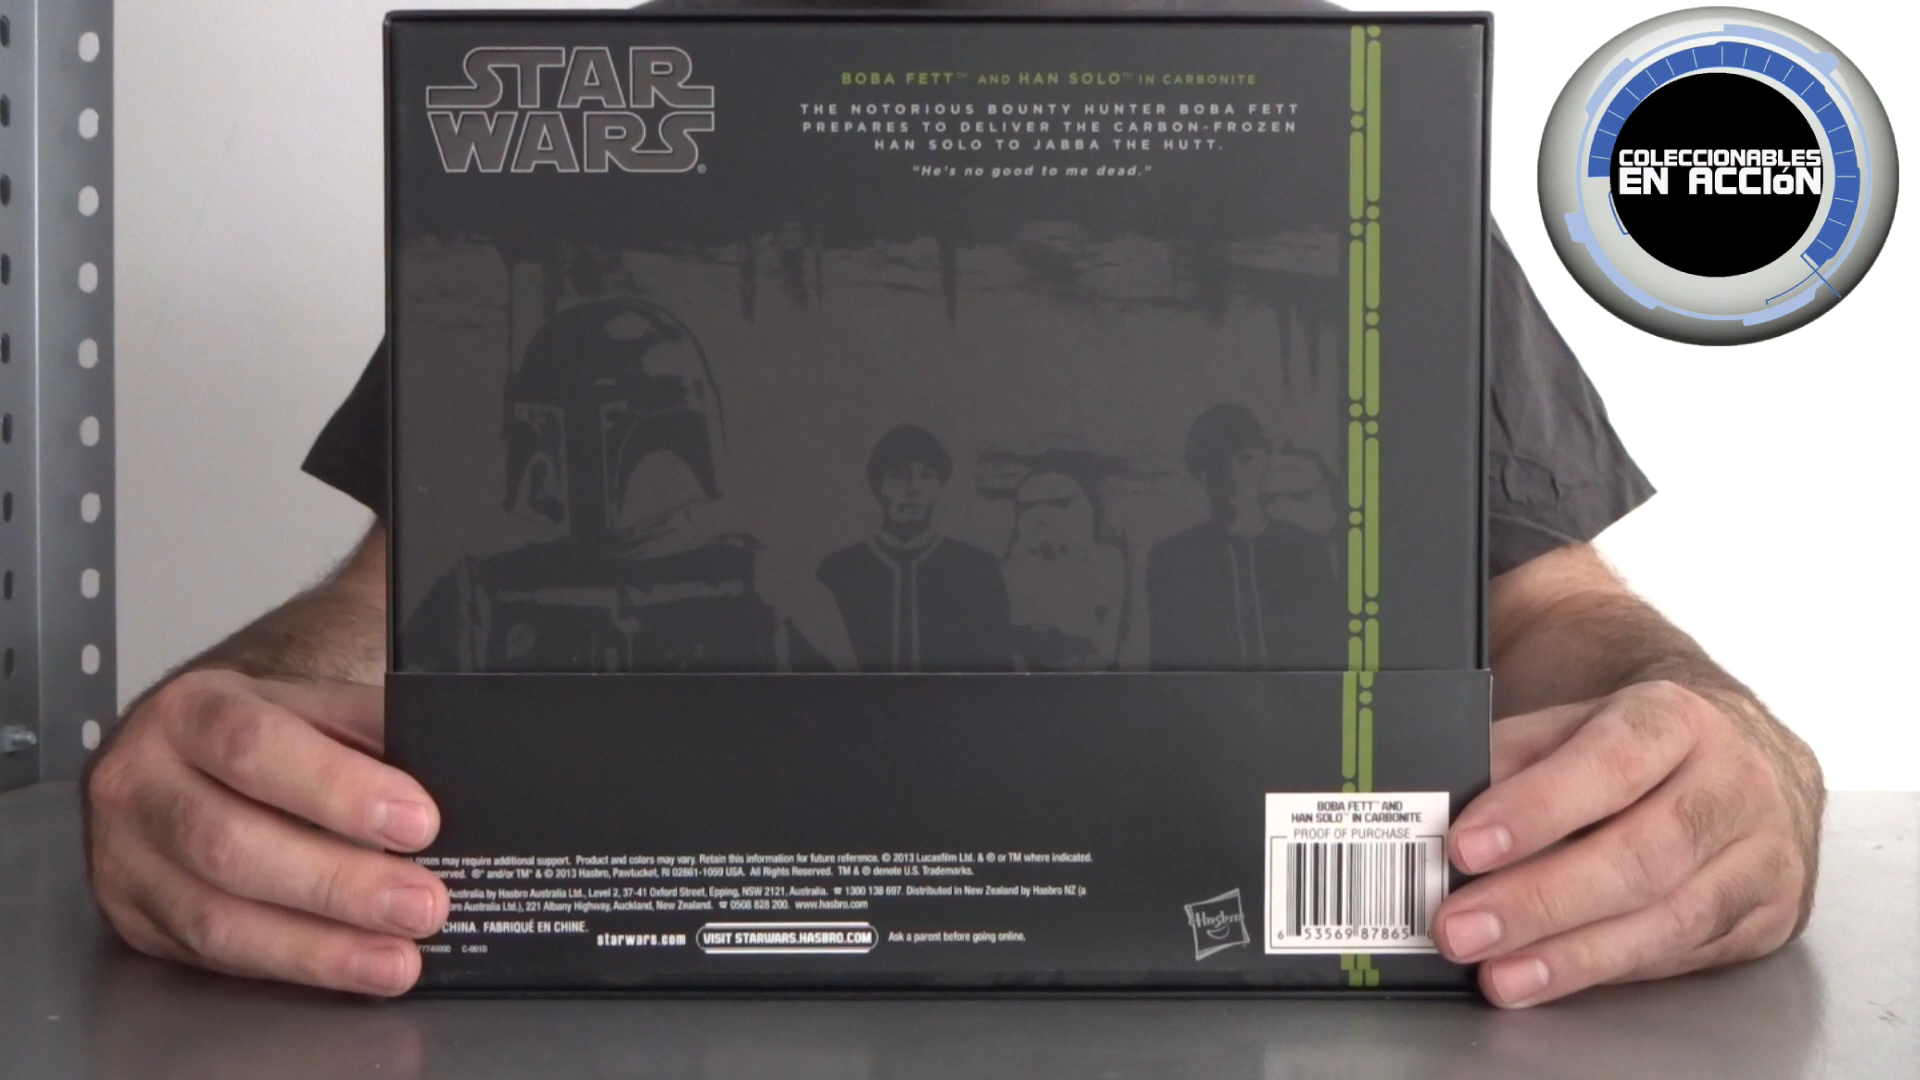 STAR
WARS®
BOBA FETT™ AND HAN SOLO™ IN CARBONITE
THE NOTORIOUS BOUNTY HUNTER BOBA FETT
PREPARES TO DELIVER THE CARBON-FROZEN
HAN SOLO TO JABBA THE HUTT.
"He's no good to me dead."
COLECCIONABLES
EN ACCIÓN
BOBA FETT™ AND
HAN SOLO™ IN CARBONITE
PROOF OF PURCHASE
6 53569 87865
poses may require additional support. Product and colors may vary. Retain this information for future reference. © 2013 Lucasfilm Ltd. & ® or TM where indicated.
served. ®* and/or TM* & © 2013 Hasbro, Pawtucket, RI 02861-1059 USA. All Rights Reserved. TM & ® denote U.S. Trademarks.
Australia by Hasbro Australia Ltd., Level 2, 37-41 Oxford Street, Epping, NSW 2121, Australia. ☎ 1300 138 697. Distributed in New Zealand by Hasbro NZ (a
bro Australia Ltd.), 221 Albany Highway, Auckland, New Zealand. ☎ 0508 828 200. www.hasbro.com
CHINA. FABRIQUÉ EN CHINE.
starwars.com VISIT STARWARS.HASBRO.COM Ask a parent before going online.
Hasbro